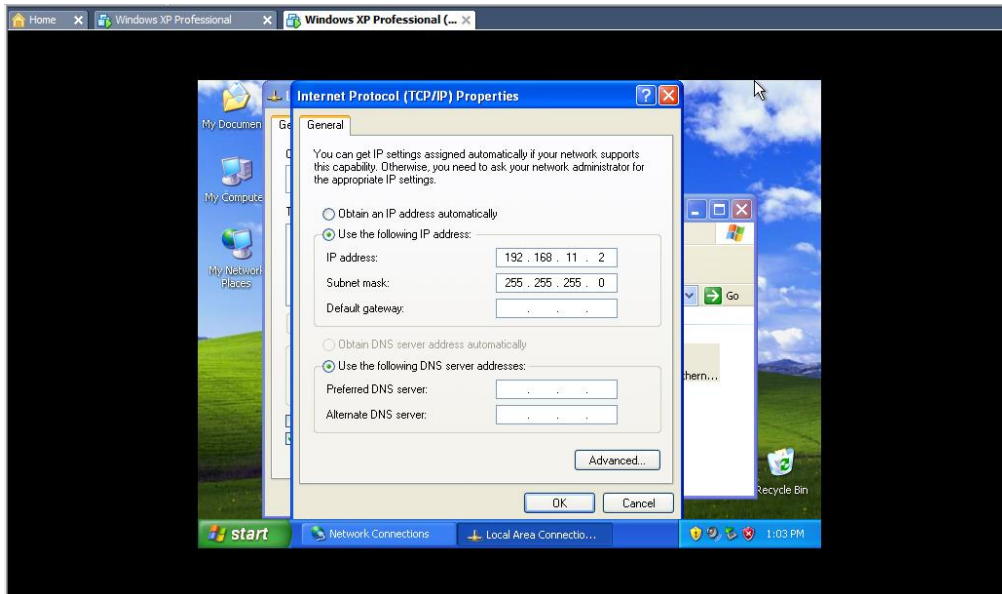 Home
Windows XP Professional
Windows XP Professional (...
My Documen
My Compute
My Network
Places
Internet Protocol (TCP/IP) Properties
Ge
General
You can get IP settings assigned automatically if your network supports
this capability. Otherwise, you need to ask your network administrator for
the appropriate IP settings.
Obtain an IP address automatically
Use the following IP address:
IP address: 192 . 168 . 11 . 2
Subnet mask: 255 . 255 . 255 . 0
Default gateway: . . .
Obtain DNS server address automatically
Use the following DNS server addresses:
Preferred DNS server: . . .
Alternate DNS server: . . .
Advanced...
OK Cancel
Go
hern...
Recycle Bin
start
Network Connections
Local Area Connectio...
1:03 PM